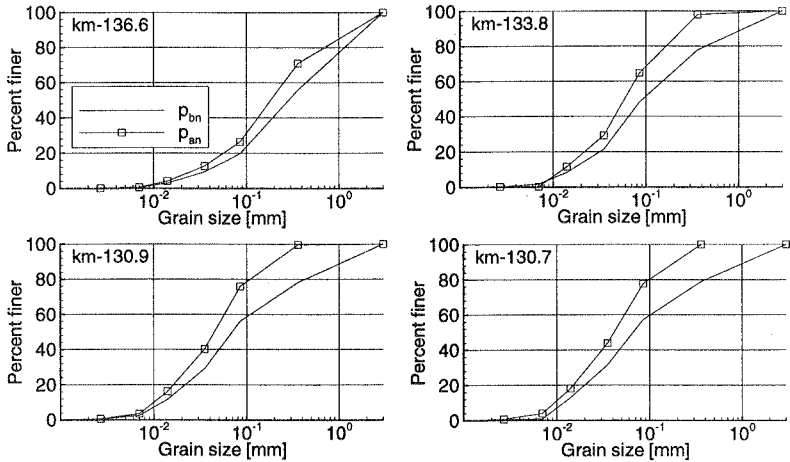 km-136.6
Percent finer
100
80
60
40
20
0
p_bn
p_an
10^-2
10^-1
10^0
Grain size [mm]
km-133.8
Percent finer
100
80
60
40
20
0
10^-2
10^-1
10^0
Grain size [mm]
km-130.9
Percent finer
100
80
60
40
20
0
10^-2
10^-1
10^0
Grain size [mm]
km-130.7
Percent finer
100
80
60
40
20
0
10^-2
10^-1
10^0
Grain size [mm]